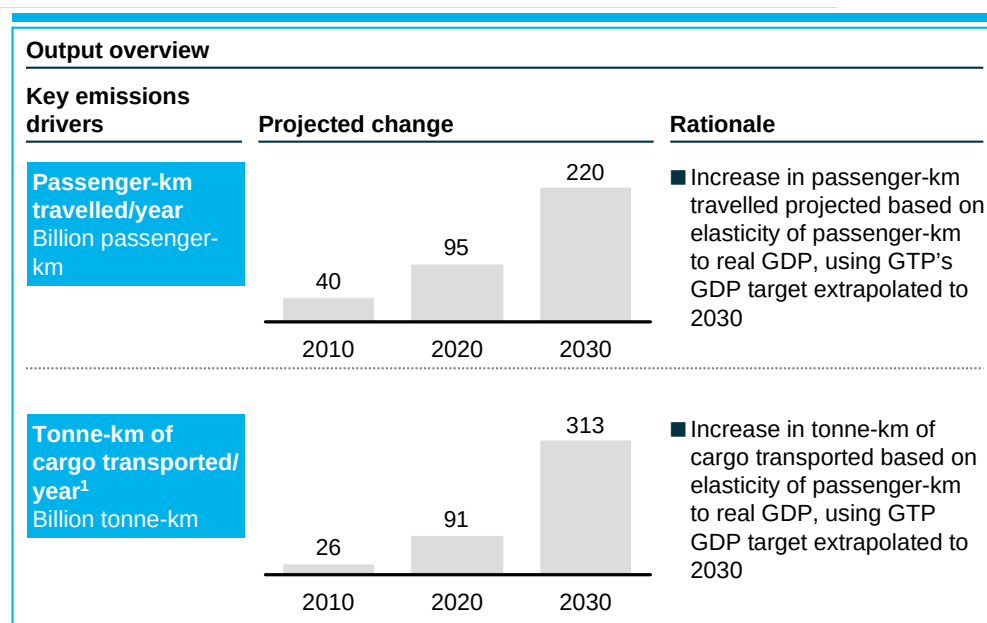 Output overview
Key emissions
drivers
Projected change
Rationale
Passenger-km
travelled/year
Billion passenger-
km
220
95
40
2010 2020 2030
■ Increase in passenger-km
travelled projected based on
elasticity of passenger-km
to real GDP, using GTP’s
GDP target extrapolated to
2030
Tonne-km of
cargo transported/
year¹
Billion tonne-km
313
91
26
2010 2020 2030
■ Increase in tonne-km of
cargo transported based on
elasticity of passenger-km
to real GDP, using GTP
GDP target extrapolated to
2030